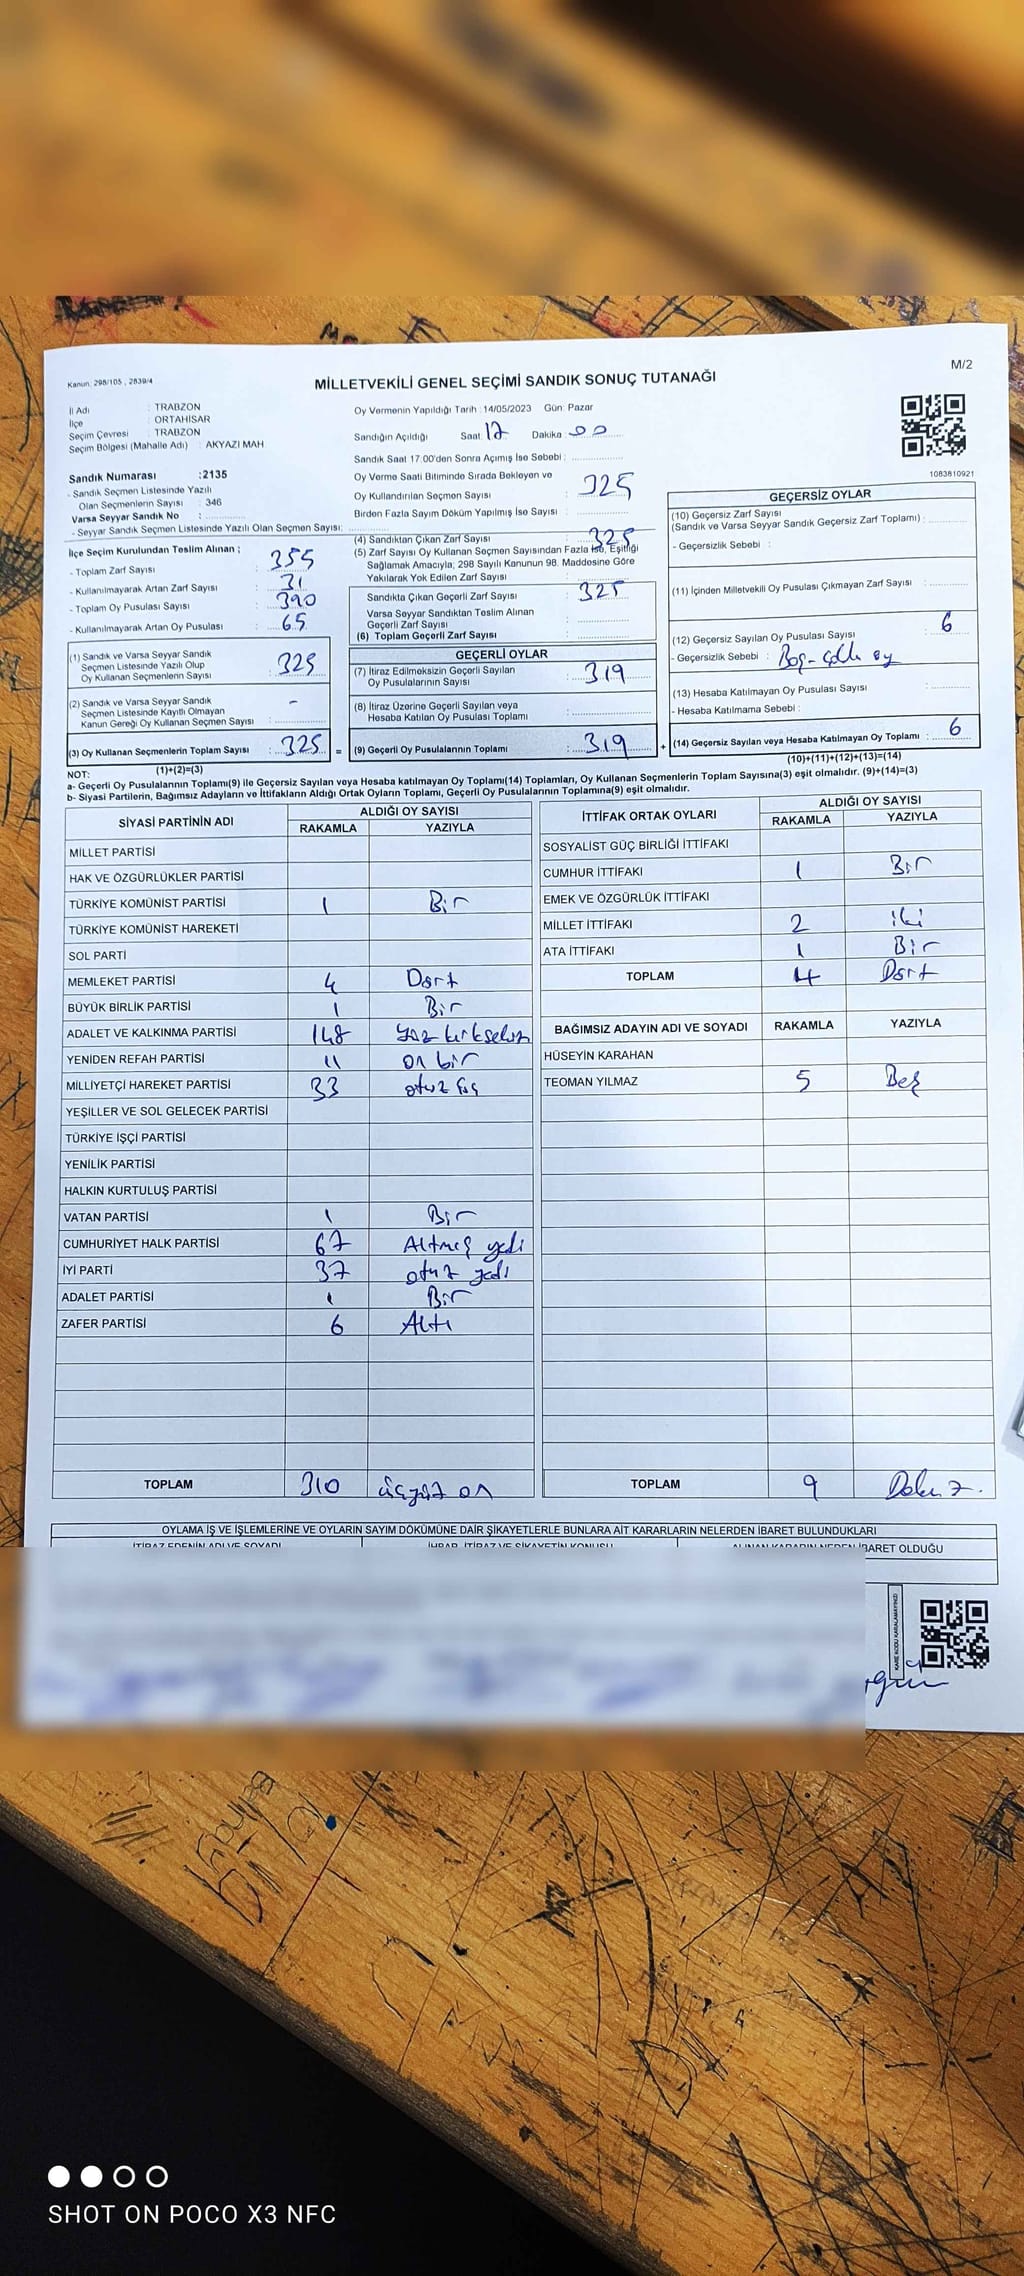 Kanun: 298/105 , 2839/4
MİLLETVEKİLİ GENEL SEÇİMİ SANDIK SONUÇ TUTANAĞI
M/2
İl Adı : TRABZON
İlçe : ORTAHİSAR
Seçim Çevresi : TRABZON
Seçim Bölgesi (Mahalle Adı) : AKYAZI MAH
Oy Vermenin Yapıldığı Tarih :14/05/2023 Gün: Pazar
Sandığın Açıldığı Saat 17 Dakika 00
Sandık Saat 17:00'den Sonra Açımış İse Sebebi :
Sandık Numarası :2135
- Sandık Seçmen Listesinde Yazılı
Olan Seçmenlerin Sayısı : 346
Varsa Seyyar Sandık No :
- Seyyar Sandık Seçmen Listesinde Yazılı Olan Seçmen Sayısı:
Oy Verme Saati Bitiminde Sırada Bekleyen ve
Oy Kullandırılan Seçmen Sayısı : 325
Birden Fazla Sayım Döküm Yapılmış İso Sayısı :
1083810921
İlçe Seçim Kurulundan Teslim Alınan ;
- Toplam Zarf Sayısı : 355
- Kullanılmayarak Artan Zarf Sayısı : 31
- Toplam Oy Pusulası Sayısı : 390
- Kullanılmayarak Artan Oy Pusulası : 65
(4) Sandıktan Çıkan Zarf Sayısı : 325
(5) Zarf Sayısı Oy Kullanan Seçmen Sayısından Fazla İse, Eşitliği
Sağlamak Amacıyla; 298 Sayılı Kanunun 98. Maddesine Göre
Yakılarak Yok Edilen Zarf Sayısı :
Sandıkta Çıkan Geçerli Zarf Sayısı : 325
Varsa Seyyar Sandıktan Teslim Alınan
Geçerli Zarf Sayısı :
(6) Toplam Geçerli Zarf Sayısı :
GEÇERSİZ OYLAR
(10) Geçersiz Zarf Sayısı
(Sandık ve Varsa Seyyar Sandık Geçersiz Zarf Toplamı) :
- Geçersizlik Sebebi :
(11) İçinden Milletvekili Oy Pusulası Çıkmayan Zarf Sayısı :
(12) Geçersiz Sayılan Oy Pusulası Sayısı : 6
- Geçersizlik Sebebi : Boş- oy
(13) Hesaba Katılmayan Oy Pusulası Sayısı :
- Hesaba Katılmama Sebebi :
(14) Geçersiz Sayılan veya Hesaba Katılmayan Oy Toplamı : 6
(10)+(11)+(12)+(13)=(14)
(1) Sandık ve Varsa Seyyar Sandık
Seçmen Listesinde Yazılı Olup
Oy Kullanan Seçmenlerin Sayısı : 325
(2) Sandık ve Varsa Seyyar Sandık
Seçmen Listesinde Kayıtlı Olmayan
Kanun Gereği Oy Kullanan Seçmen Sayısı : -
(3) Oy Kullanan Seçmenlerin Toplam Sayısı : 325 =
(1)+(2)=(3)
GEÇERLİ OYLAR
(7) İtiraz Edilmeksizin Geçerli Sayılan
Oy Pusulalarının Sayısı : 319
(8) İtiraz Üzerine Geçerli Sayılan veya
Hesaba Katılan Oy Pusulası Toplamı :
(9) Geçerli Oy Pusulalarının Toplamı : 319 +
NOT:
a- Geçerli Oy Pusulalarının Toplamı(9) ile Geçersiz Sayılan veya Hesaba katılmayan Oy Toplamı(14) Toplamları, Oy Kullanan Seçmenlerin Toplam Sayısına(3) eşit olmalıdır. (9)+(14)=(3)
b- Siyasi Partilerin, Bağımsız Adayların ve İttifakların Aldığı Ortak Oyların Toplamı, Geçerli Oy Pusulalarının Toplamına(9) eşit olmalıdır.
SİYASİ PARTİNİN ADI ALDIĞI OY SAYISI
RAKAMLA YAZIYLA
MİLLET PARTİSİ
HAK VE ÖZGÜRLÜKLER PARTİSİ
TÜRKİYE KOMÜNİST PARTİSİ 1 Bir
TÜRKİYE KOMÜNİST HAREKETİ
SOL PARTİ
MEMLEKET PARTİSİ 4 Dört
BÜYÜK BİRLİK PARTİSİ 1 Bir
ADALET VE KALKINMA PARTİSİ 148 Yüz kırksekiz
YENİDEN REFAH PARTİSİ 11 on bir
MİLLİYETÇİ HAREKET PARTİSİ 33 otuz üç
YEŞİLLER VE SOL GELECEK PARTİSİ
TÜRKİYE İŞÇİ PARTİSİ
YENİLİK PARTİSİ
HALKIN KURTULUŞ PARTİSİ
VATAN PARTİSİ 1 Bir
CUMHURİYET HALK PARTİSİ 67 Altmış yedi
İYİ PARTİ 37 otuz yedi
ADALET PARTİSİ 1 Bir
ZAFER PARTİSİ 6 Altı
TOPLAM 310 üçyüz on
İTTİFAK ORTAK OYLARI ALDIĞI OY SAYISI
RAKAMLA YAZIYLA
SOSYALİST GÜÇ BİRLİĞİ İTTİFAKI
CUMHUR İTTİFAKI 1 Bir
EMEK VE ÖZGÜRLÜK İTTİFAKI
MİLLET İTTİFAKI 2 iki
ATA İTTİFAKI 1 Bir
TOPLAM 4 Dört
BAĞIMSIZ ADAYIN ADI VE SOYADI RAKAMLA YAZIYLA
HÜSEYİN KARAHAN
TEOMAN YILMAZ 5 Beş
TOPLAM 9 Dokuz.
OYLAMA İŞ VE İŞLEMLERİNE VE OYLARIN SAYIM DÖKÜMÜNE DAİR ŞİKAYETLERLE BUNLARA AİT KARARLARIN NELERDEN İBARET BULUNDUKLARI
İTİRAZ EDENİN ADI VE SOYADI İHBAR, İTİRAZ VE ŞİKAYETİN KONUSU ALINAN KARARIN NEDEN İBARET OLDUĞU
KARE KODU KARALAMAYINIZ!
SHOT ON POCO X3 NFC